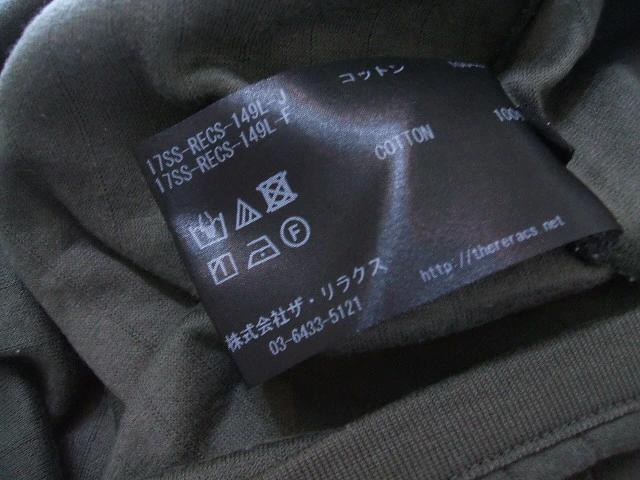 17SS-RECS-149L-J
17SS-RECS-149L-F
コットン
COTTON
F
株式会社ザ・リラクス
03-6433-5121
http://thereracs.net